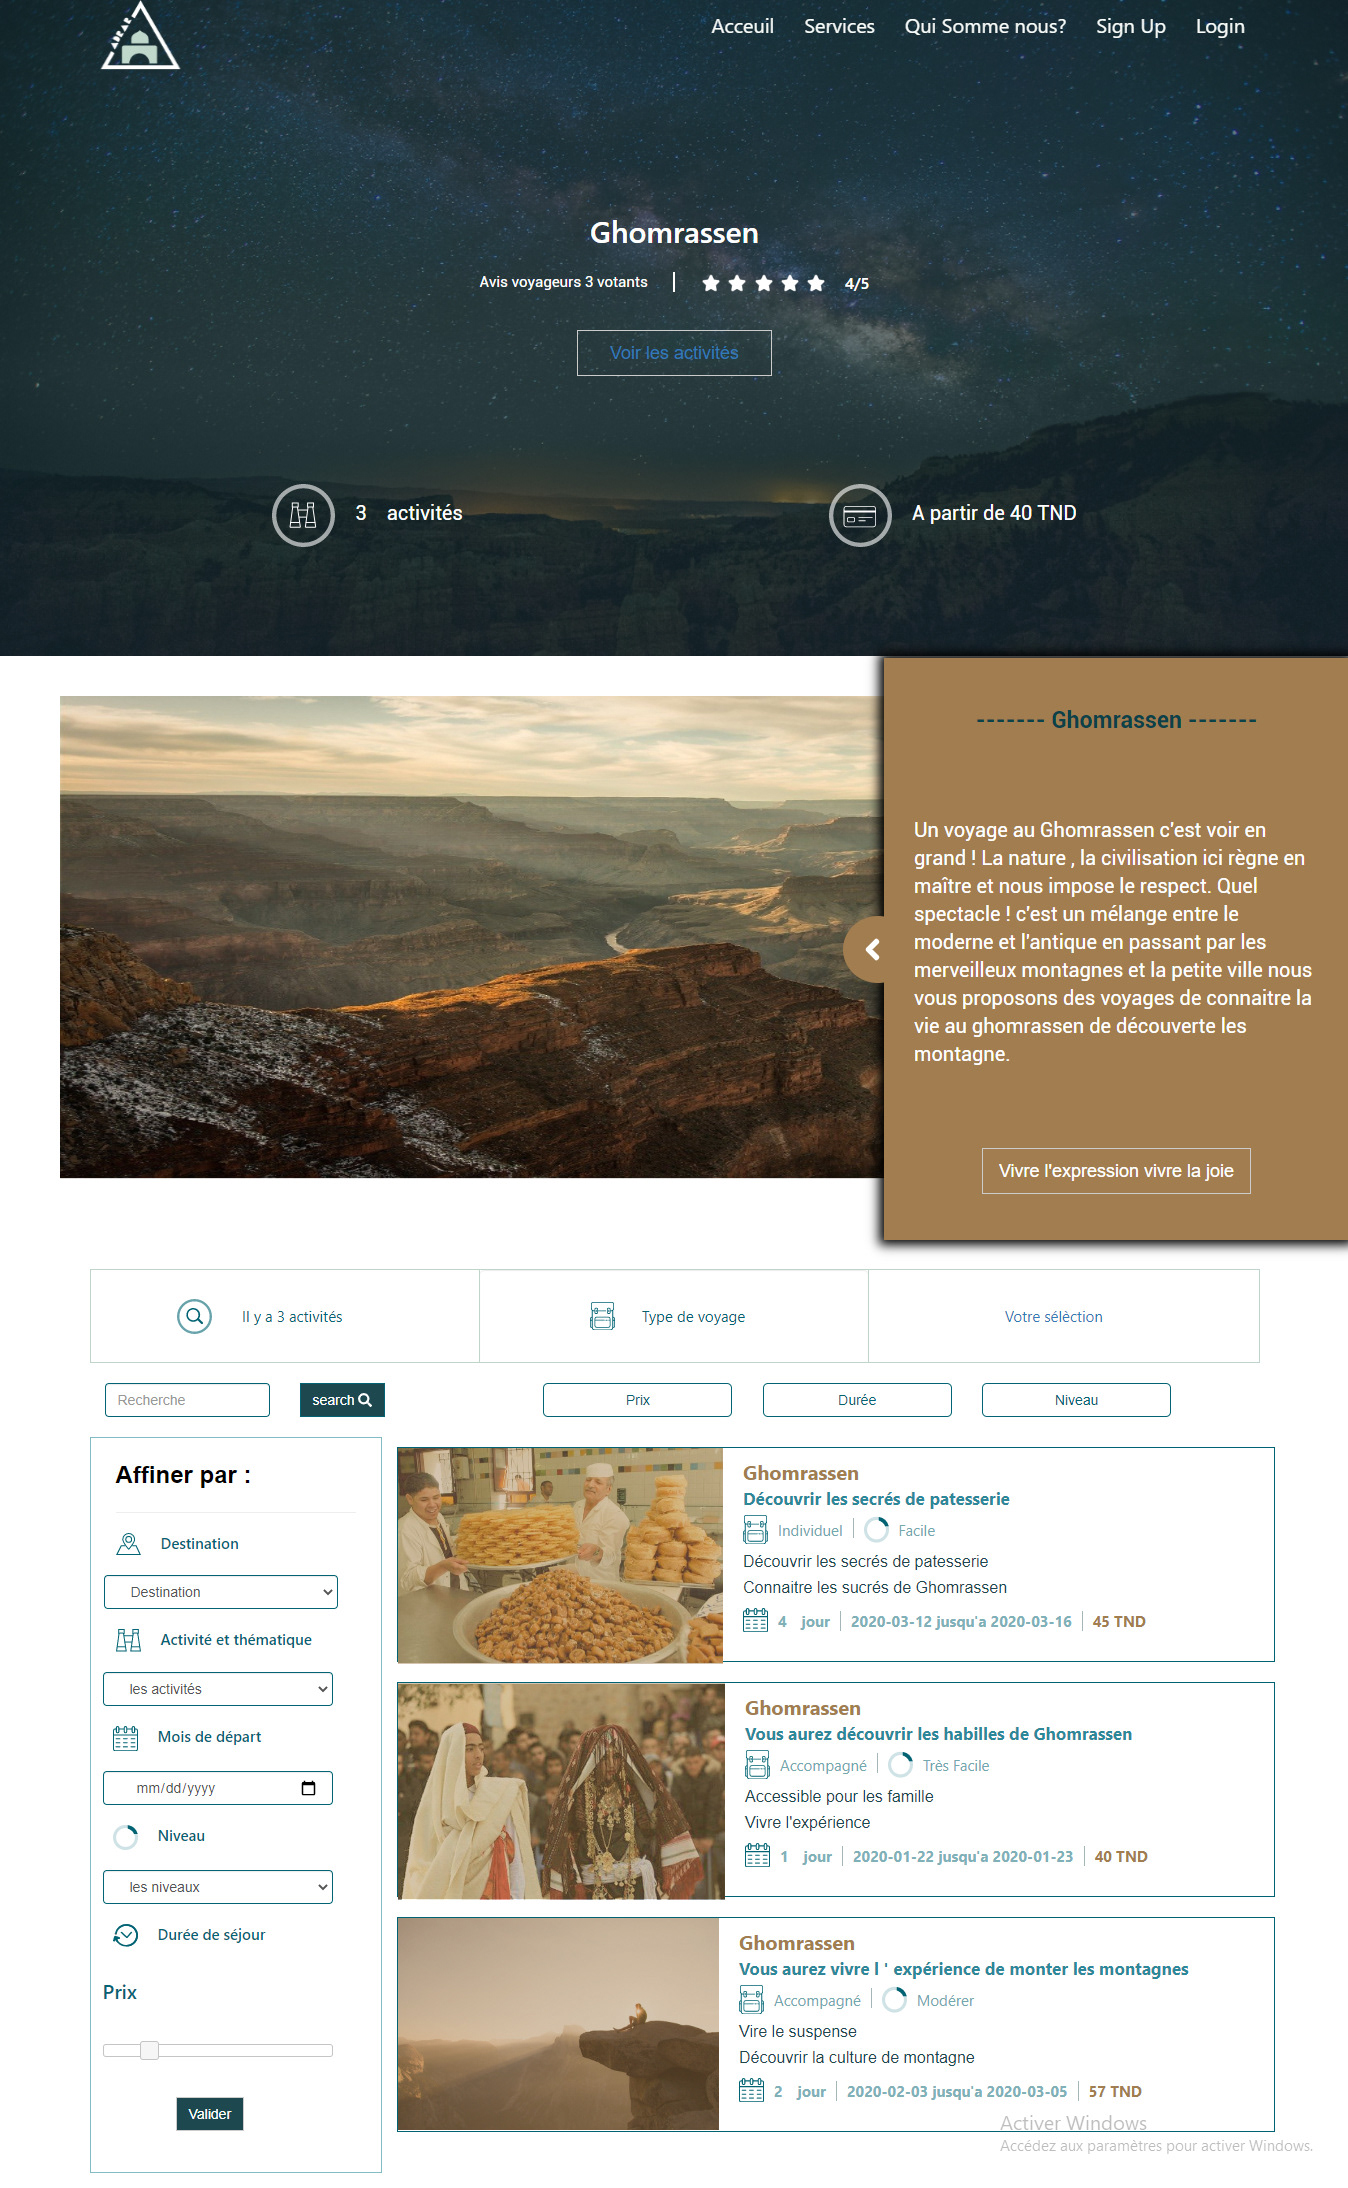 Acceuil Services Qui Somme nous? Sign Up Login
Ghomrassen
Avis voyageurs 3 votants 4/5
Voir les activités
3 activités
A partir de 40 TND
------- Ghomrassen -------
Un voyage au Ghomrassen c'est voir en
grand ! La nature , la civilisation ici règne en
maître et nous impose le respect. Quel
spectacle ! c'est un mélange entre le
moderne et l'antique en passant par les
merveilleux montagnes et la petite ville nous
vous proposons des voyages de connaitre la
vie au ghomrassen de découverte les
montagne.
Vivre l'expression vivre la joie
Il y a 3 activités
Type de voyage
Votre sélèction
Recherche
search
Prix
Durée
Niveau
Affiner par :
Destination
Destination
Activité et thématique
les activités
Mois de départ
mm/dd/yyyy
Niveau
les niveaux
Durée de séjour
Prix
Valider
Ghomrassen
Découvrir les secrés de patesserie
Individuel Facile
Découvrir les secrés de patesserie
Connaitre les sucrés de Ghomrassen
4 jour 2020-03-12 jusqu'a 2020-03-16 45 TND
Ghomrassen
Vous aurez découvrir les habilles de Ghomrassen
Accompagné Très Facile
Accessible pour les famille
Vivre l'expérience
1 jour 2020-01-22 jusqu'a 2020-01-23 40 TND
Ghomrassen
Vous aurez vivre l ' expérience de monter les montagnes
Accompagné Modérer
Vire le suspense
Découvrir la culture de montagne
2 jour 2020-02-03 jusqu'a 2020-03-05 57 TND
Activer Windows
Accédez aux paramètres pour activer Windows.